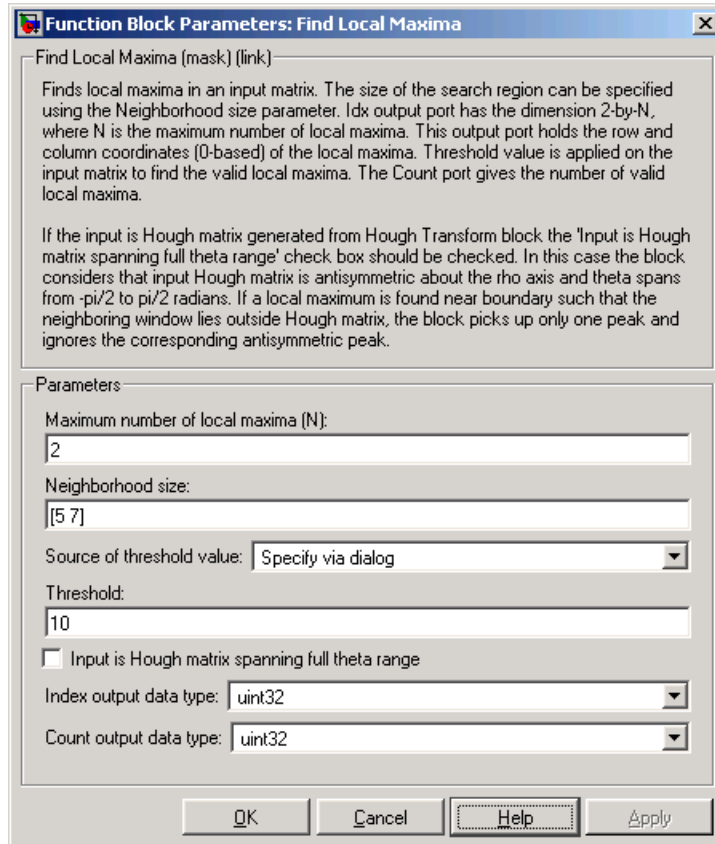 Function Block Parameters: Find Local Maxima
Find Local Maxima (mask) (link)
Finds local maxima in an input matrix. The size of the search region can be specified
using the Neighborhood size parameter. Idx output port has the dimension 2-by-N,
where N is the maximum number of local maxima. This output port holds the row and
column coordinates (0-based) of the local maxima. Threshold value is applied on the
input matrix to find the valid local maxima. The Count port gives the number of valid
local maxima.
If the input is Hough matrix generated from Hough Transform block the 'Input is Hough
matrix spanning full theta range' check box should be checked. In this case the block
considers that input Hough matrix is antisymmetric about the rho axis and theta spans
from -pi/2 to pi/2 radians. If a local maximum is found near boundary such that the
neighboring window lies outside Hough matrix, the block picks up only one peak and
ignores the corresponding antisymmetric peak.
Parameters
Maximum number of local maxima (N):
2
Neighborhood size:
[5 7]
Source of threshold value: Specify via dialog
Threshold:
10
Input is Hough matrix spanning full theta range
Index output data type: uint32
Count output data type: uint32
OK Cancel Help Apply